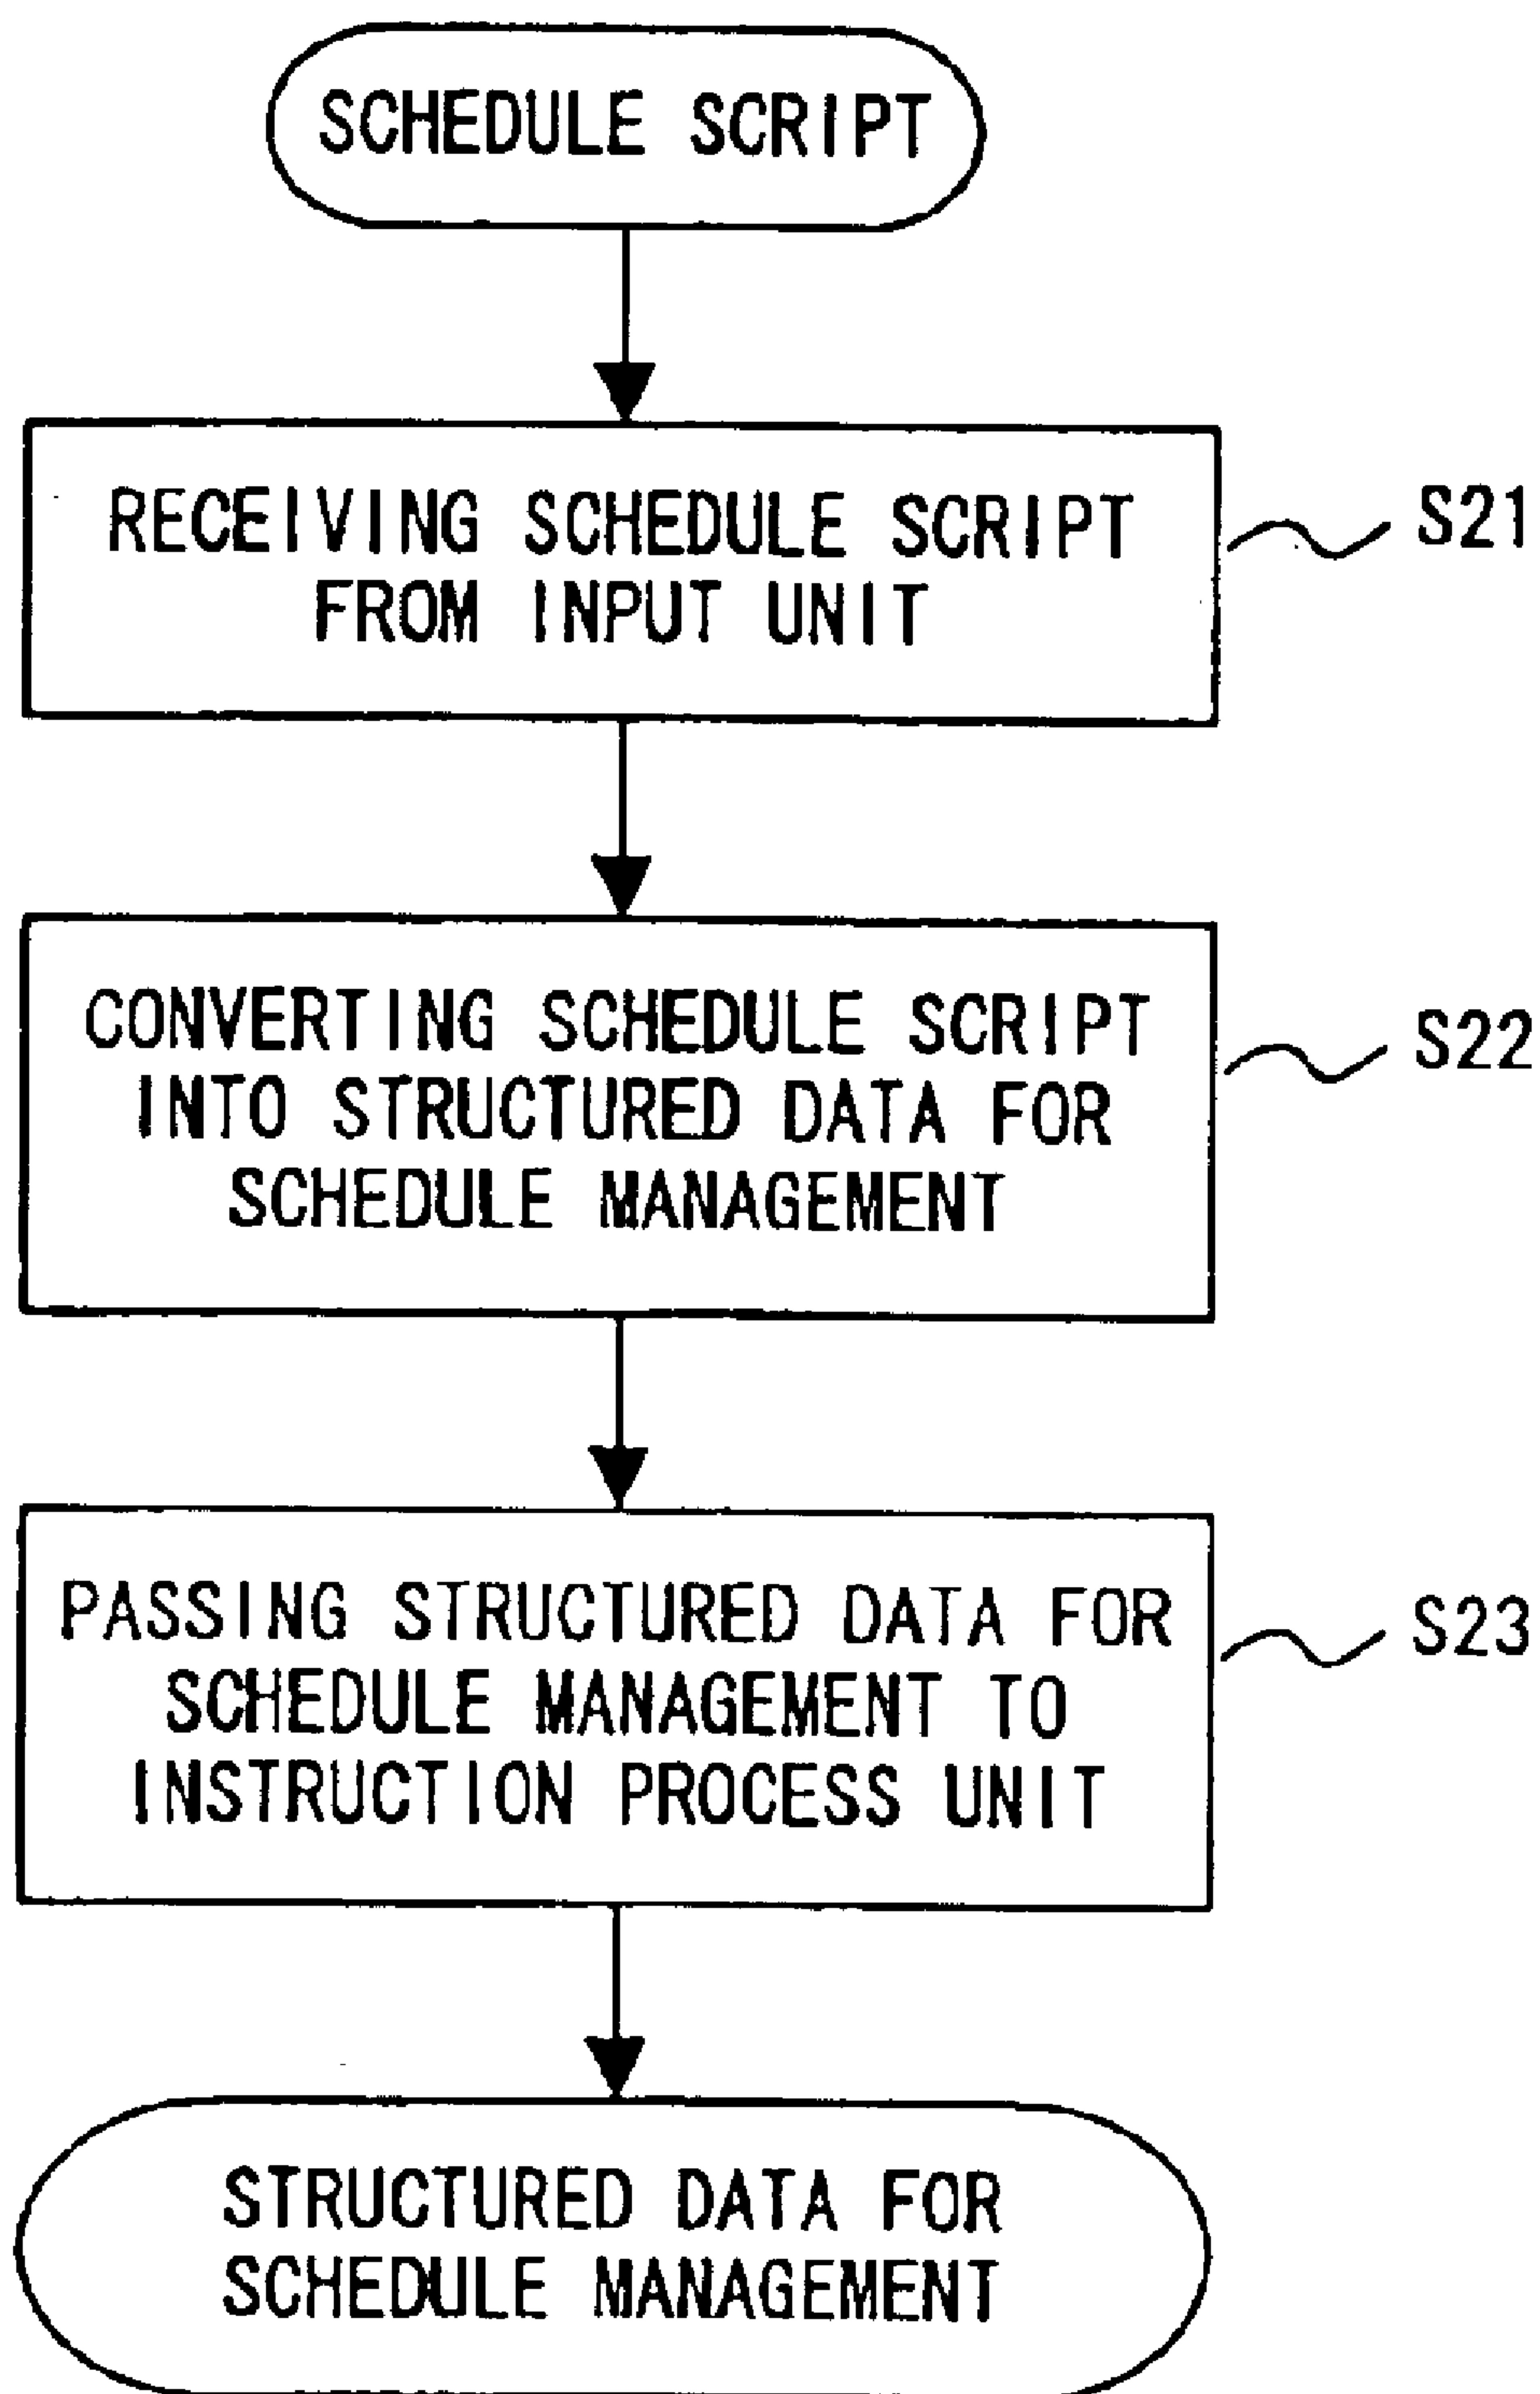 SCHEDULE SCRIPT
RECEIVING SCHEDULE SCRIPT
FROM INPUT UNIT
S21
CONVERTING SCHEDULE SCRIPT
INTO STRUCTURED DATA FOR
SCHEDULE MANAGEMENT
S22
PASSING STRUCTURED DATA FOR
SCHEDULE MANAGEMENT TO
INSTRUCTION PROCESS UNIT
S23
STRUCTURED DATA FOR
SCHEDULE MANAGEMENT